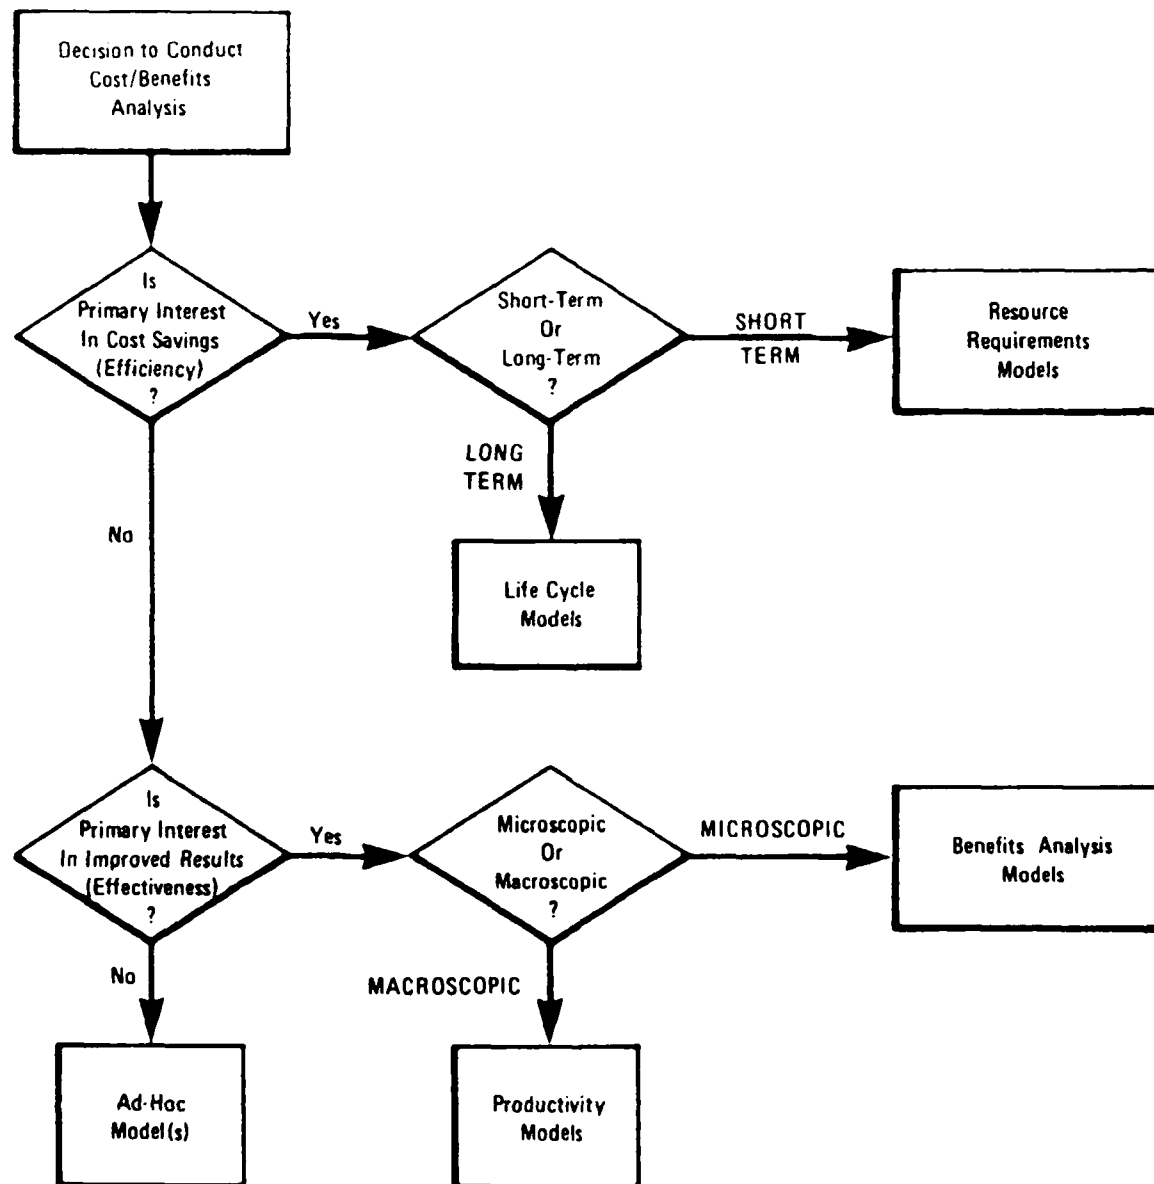 Decision to Conduct
Cost/Benefits
Analysis
Is
Primary Interest
In Cost Savings
(Efficiency)
?
Yes
Short-Term
Or
Long-Term
?
SHORT
TERM
Resource
Requirements
Models
LONG
TERM
No
Life Cycle
Models
Is
Primary Interest
In Improved Results
(Effectiveness)
?
Yes
Microscopic
Or
Macroscopic
?
MICROSCOPIC
Benefits Analysis
Models
No
MACROSCOPIC
Ad-Hoc
Model(s)
Productivity
Models